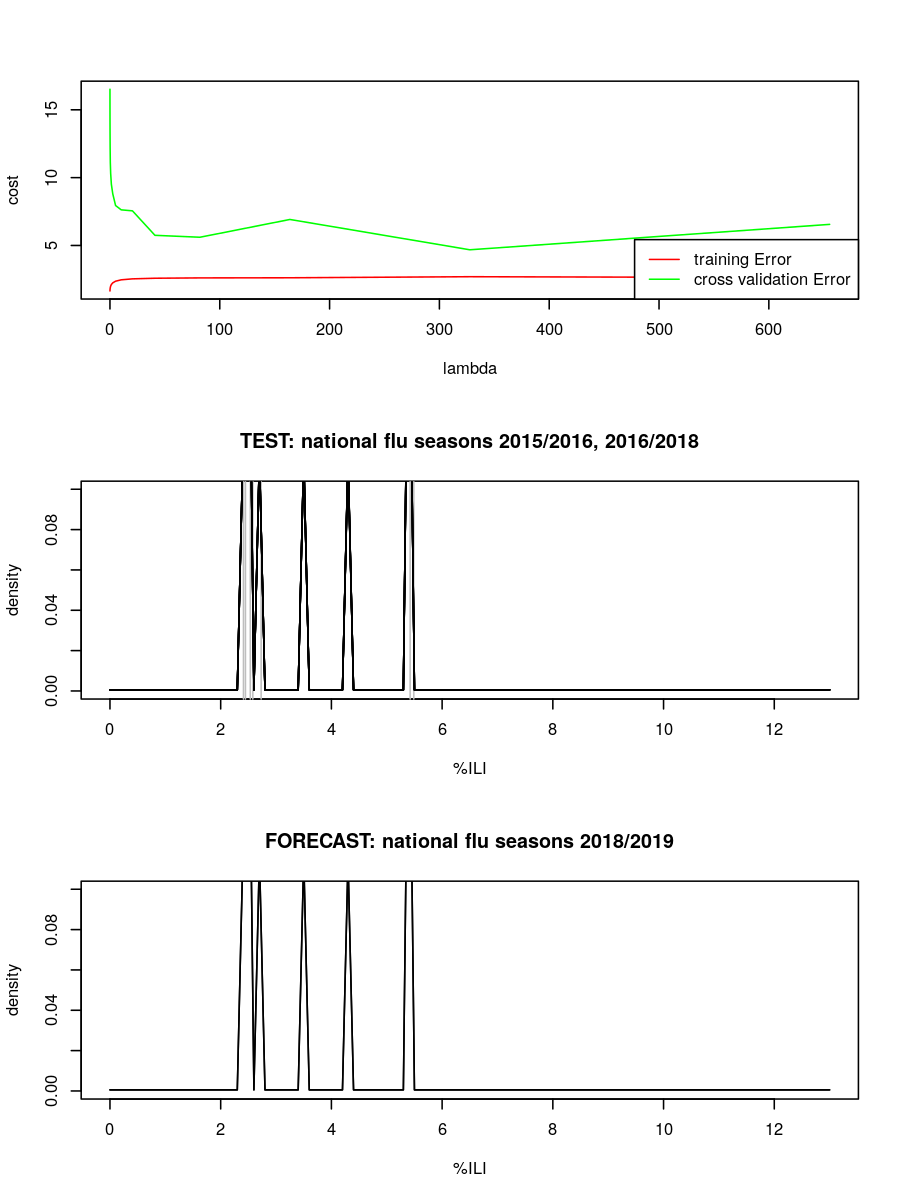 15
10
5
cost
training Error
cross validation Error
0 100 200 300 400 500 600
lambda
TEST: national flu seasons 2015/2016, 2016/2018
0.08
0.04
0.00
density
0 2 4 6 8 10 12
%ILI
FORECAST: national flu seasons 2018/2019
0.08
0.04
0.00
density
0 2 4 6 8 10 12
%ILI